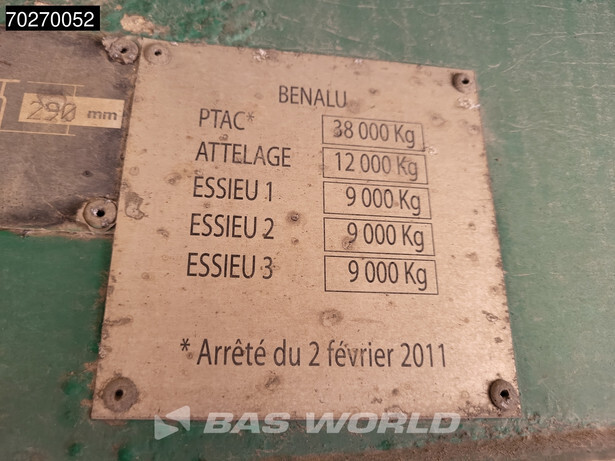 70270052
290 mm
BENALU
PTAC* 38 000 Kg
ATTELAGE 12 000 Kg
ESSIEU 1 9 000 Kg
ESSIEU 2 9 000 Kg
ESSIEU 3 9 000 Kg
* Arrêté du 2 février 2011
BAS WORLD